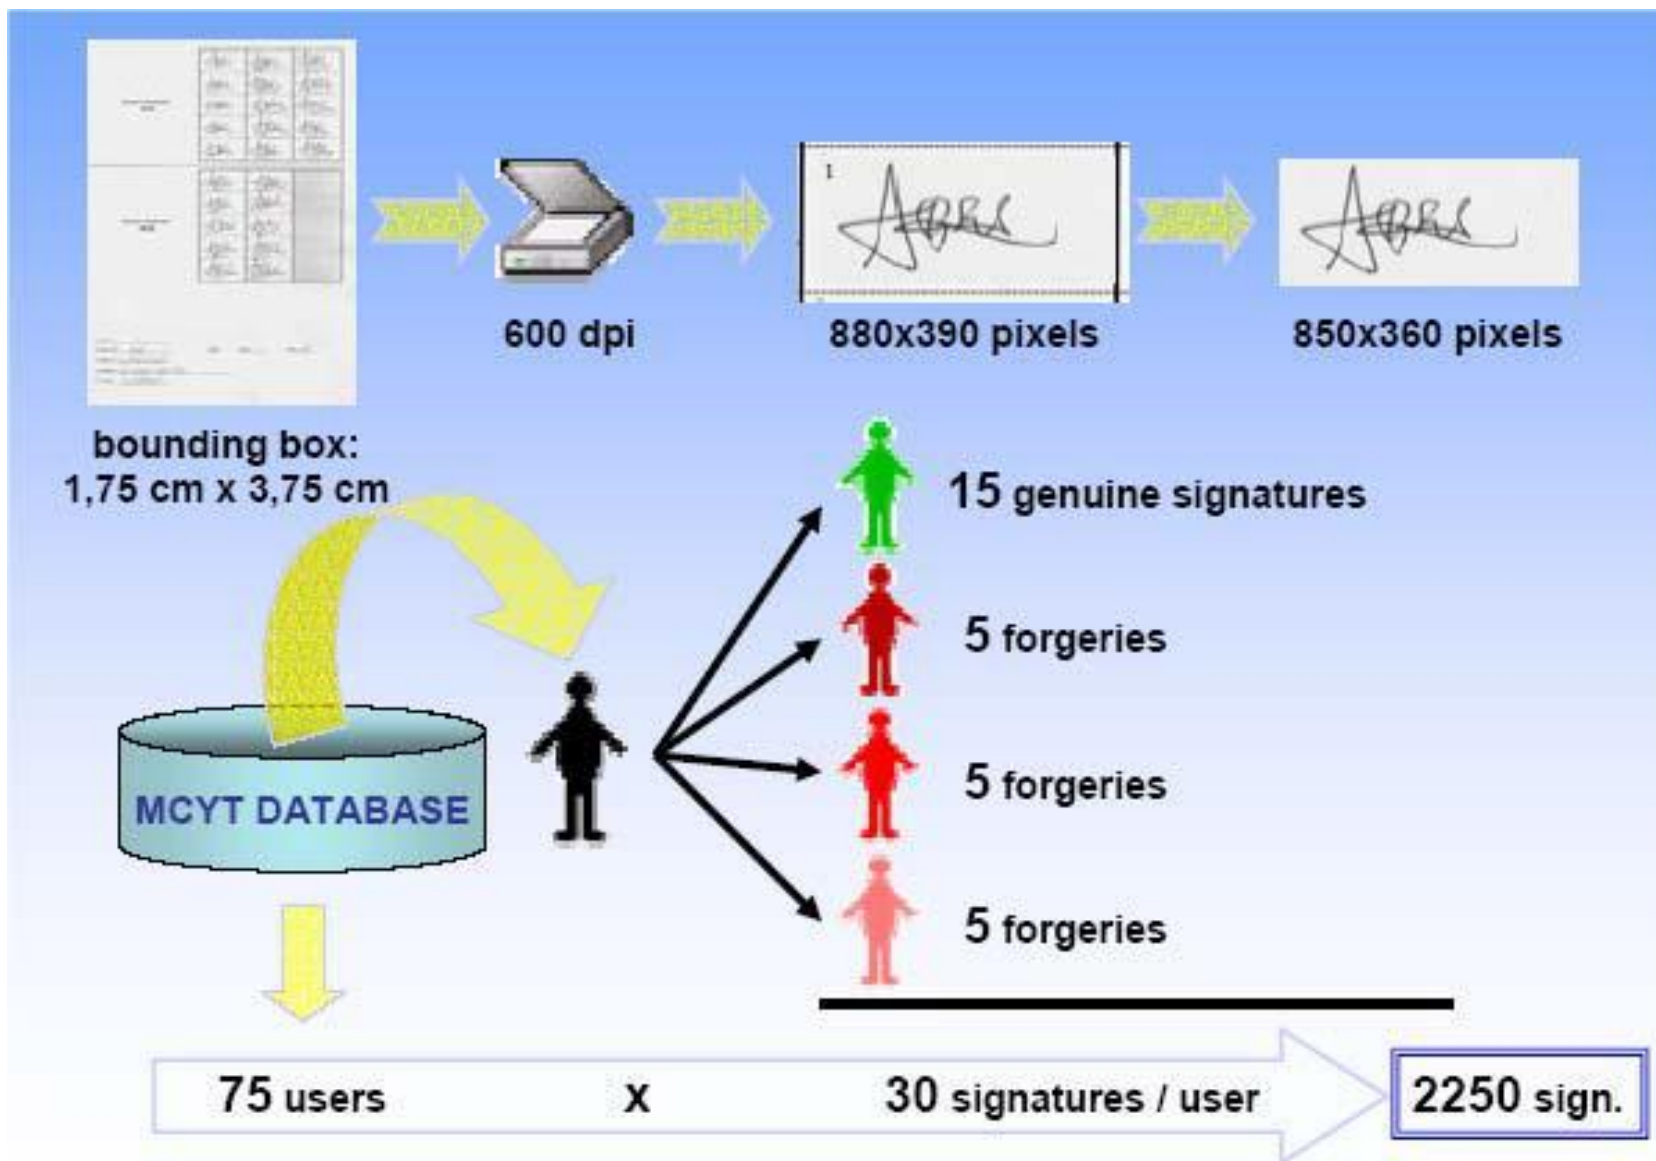 600 dpi
880x390 pixels
850x360 pixels
bounding box:
1,75 cm x 3,75 cm
1
15 genuine signatures
5 forgeries
5 forgeries
5 forgeries
MCYT DATABASE
75 users x 30 signatures / user 2250 sign.